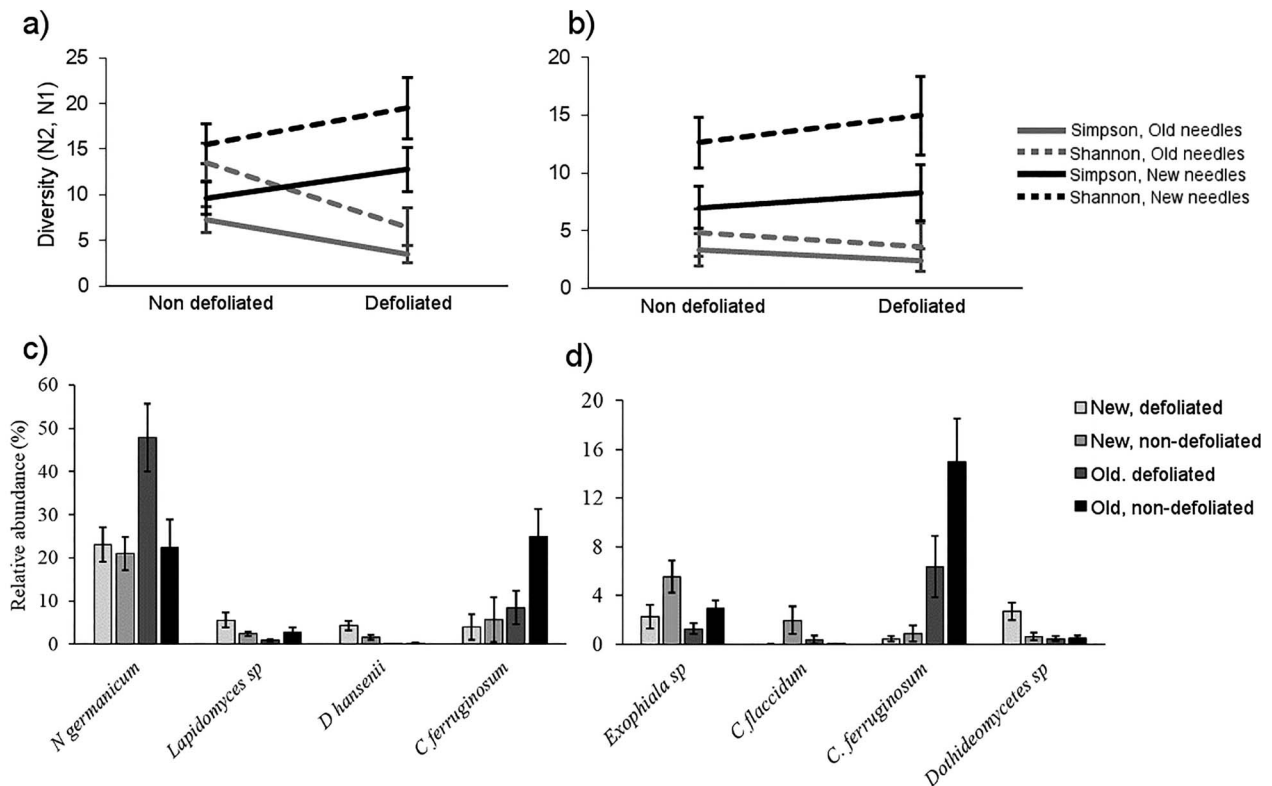 a)
b)
Diversity (N2, N1)
25
20
15
10
5
0
Non defoliated
Defoliated
20
15
10
5
0
Non defoliated
Defoliated
Simpson, Old needles
Shannon, Old needles
Simpson, New needles
Shannon, New needles
c)
d)
Relative abundance (%)
60
50
40
30
20
10
0
N germanicum
Lapidomyces sp
D hansenii
C ferruginosum
20
16
12
8
4
0
Exophiala sp
C flaccidum
C. ferruginosum
Dothideomycetes sp
New, defoliated
New, non-defoliated
Old. defoliated
Old, non-defoliated